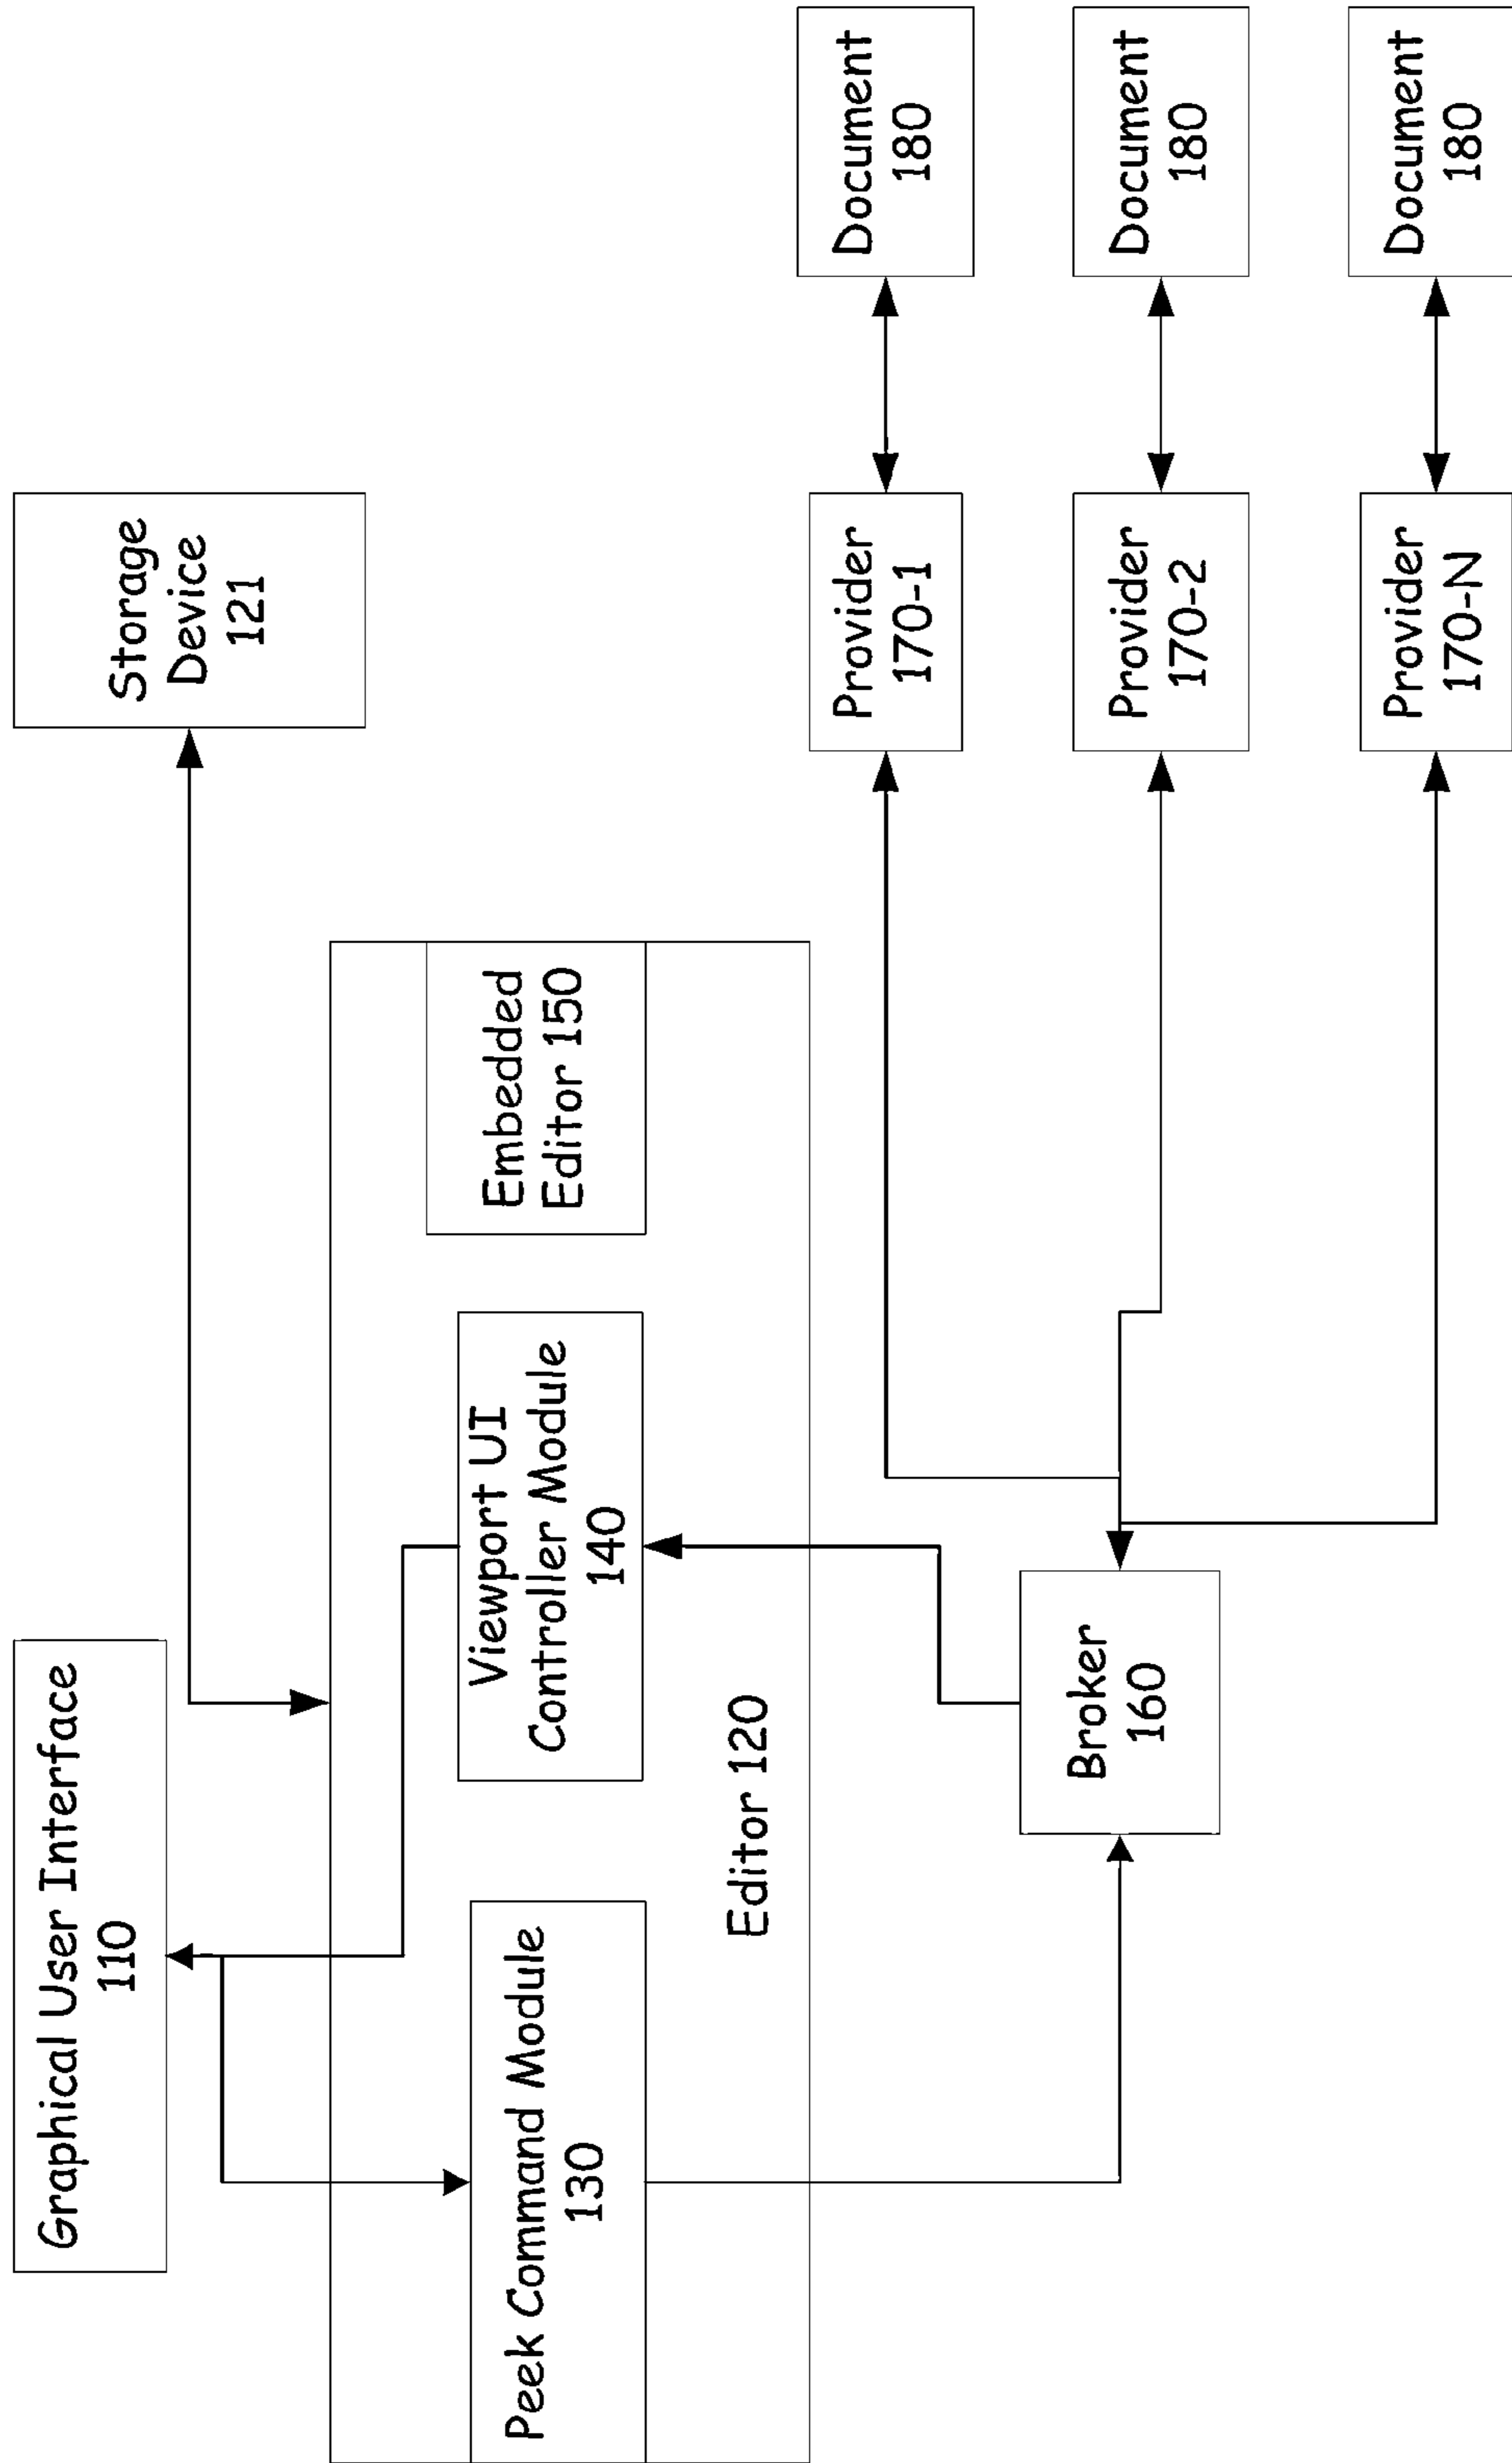 Graphical User Interface
110
Storage
Device
121
Peek Command Module
130
Viewport UI
Controller Module
140
Embedded
Editor 150
Editor 120
Broker
160
Provider
170-1
Document
180
Provider
170-2
Document
180
Provider
170-N
Document
180